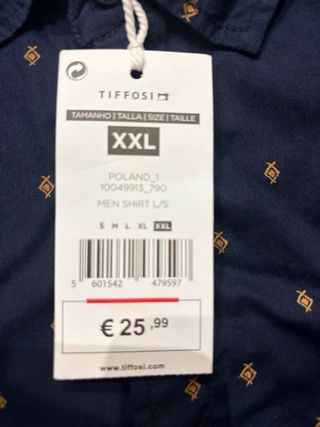 TIFFOSI
TAMANHO | TALLA | SIZE | TAILLE
XXL
POLAND_1
10049913_790
MEN SHIRT L/S
S M L XL XXL
5 601542 479597
€ 25 ,99
www.tiffosi.com